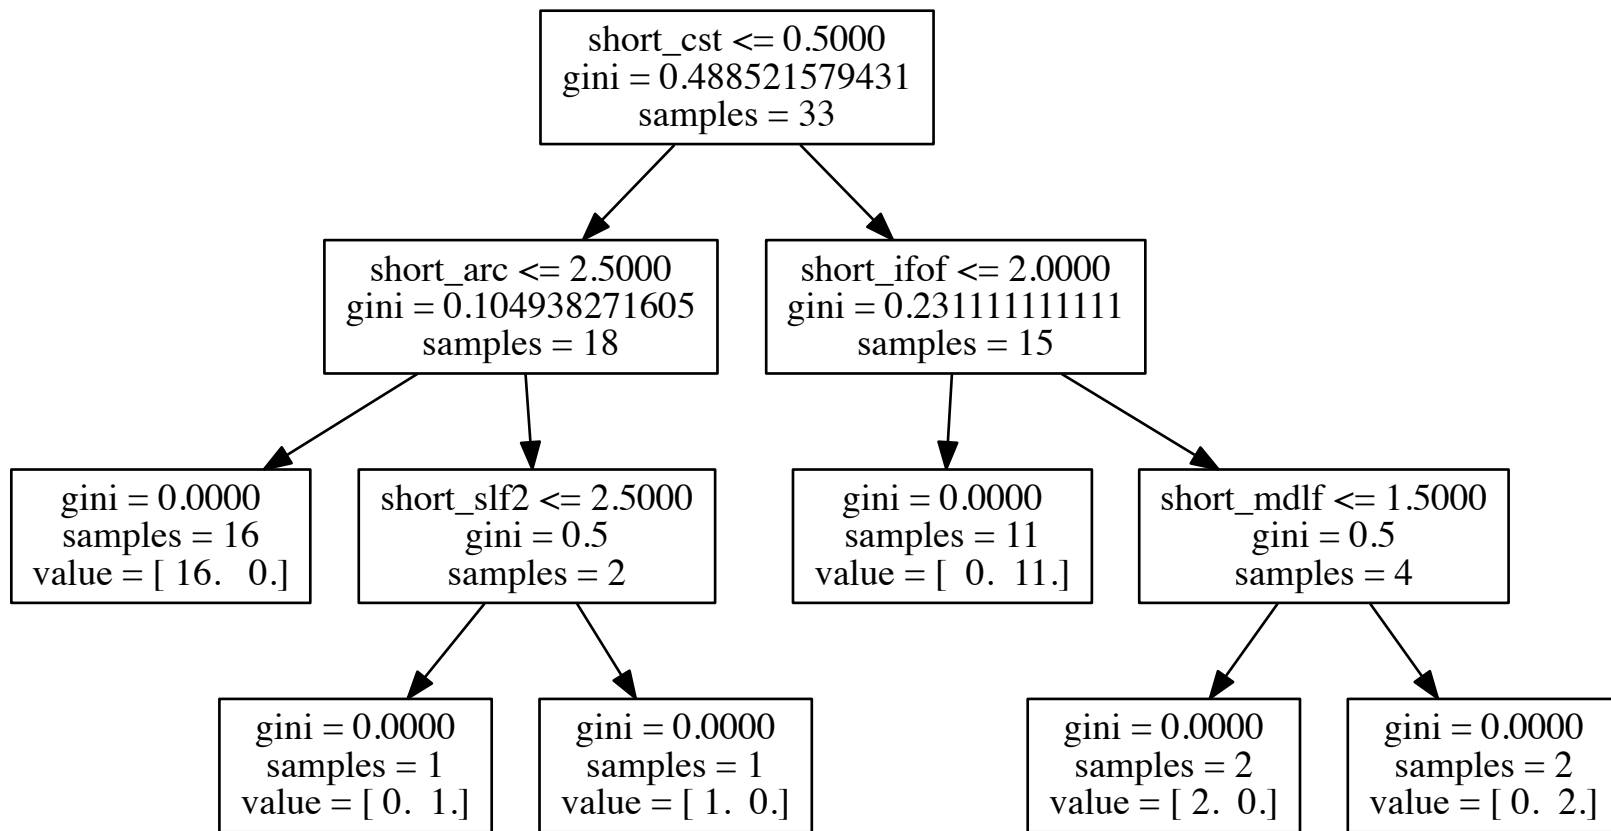 short_cst <= 0.5000
gini = 0.488521579431
samples = 33
short_arc <= 2.5000
gini = 0.104938271605
samples = 18
short_ifof <= 2.0000
gini = 0.231111111111
samples = 15
gini = 0.0000
samples = 16
value = [ 16.   0.]
short_slf2 <= 2.5000
gini = 0.5
samples = 2
gini = 0.0000
samples = 11
value = [  0.  11.]
short_mdlf <= 1.5000
gini = 0.5
samples = 4
gini = 0.0000
samples = 1
value = [ 0.  1.]
gini = 0.0000
samples = 1
value = [ 1.  0.]
gini = 0.0000
samples = 2
value = [ 2.  0.]
gini = 0.0000
samples = 2
value = [ 0.  2.]